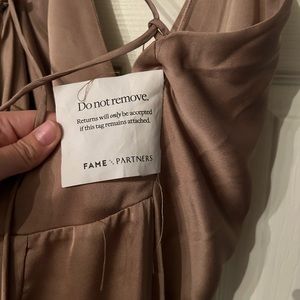 Do not remove.
Returns will only be accepted
if this tag remains attached.
FAME & PARTNERS